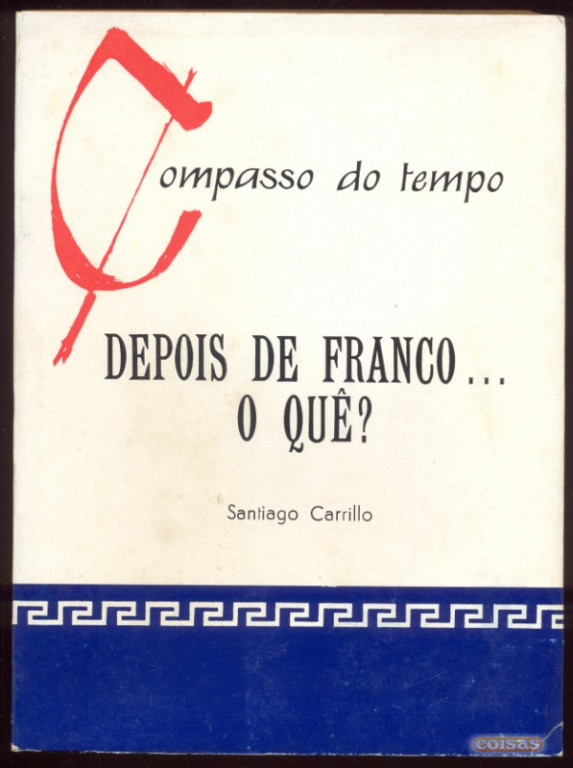 Compasso do tempo
DEPOIS DE FRANCO...
O QUÊ?
Santiago Carrillo
coisas